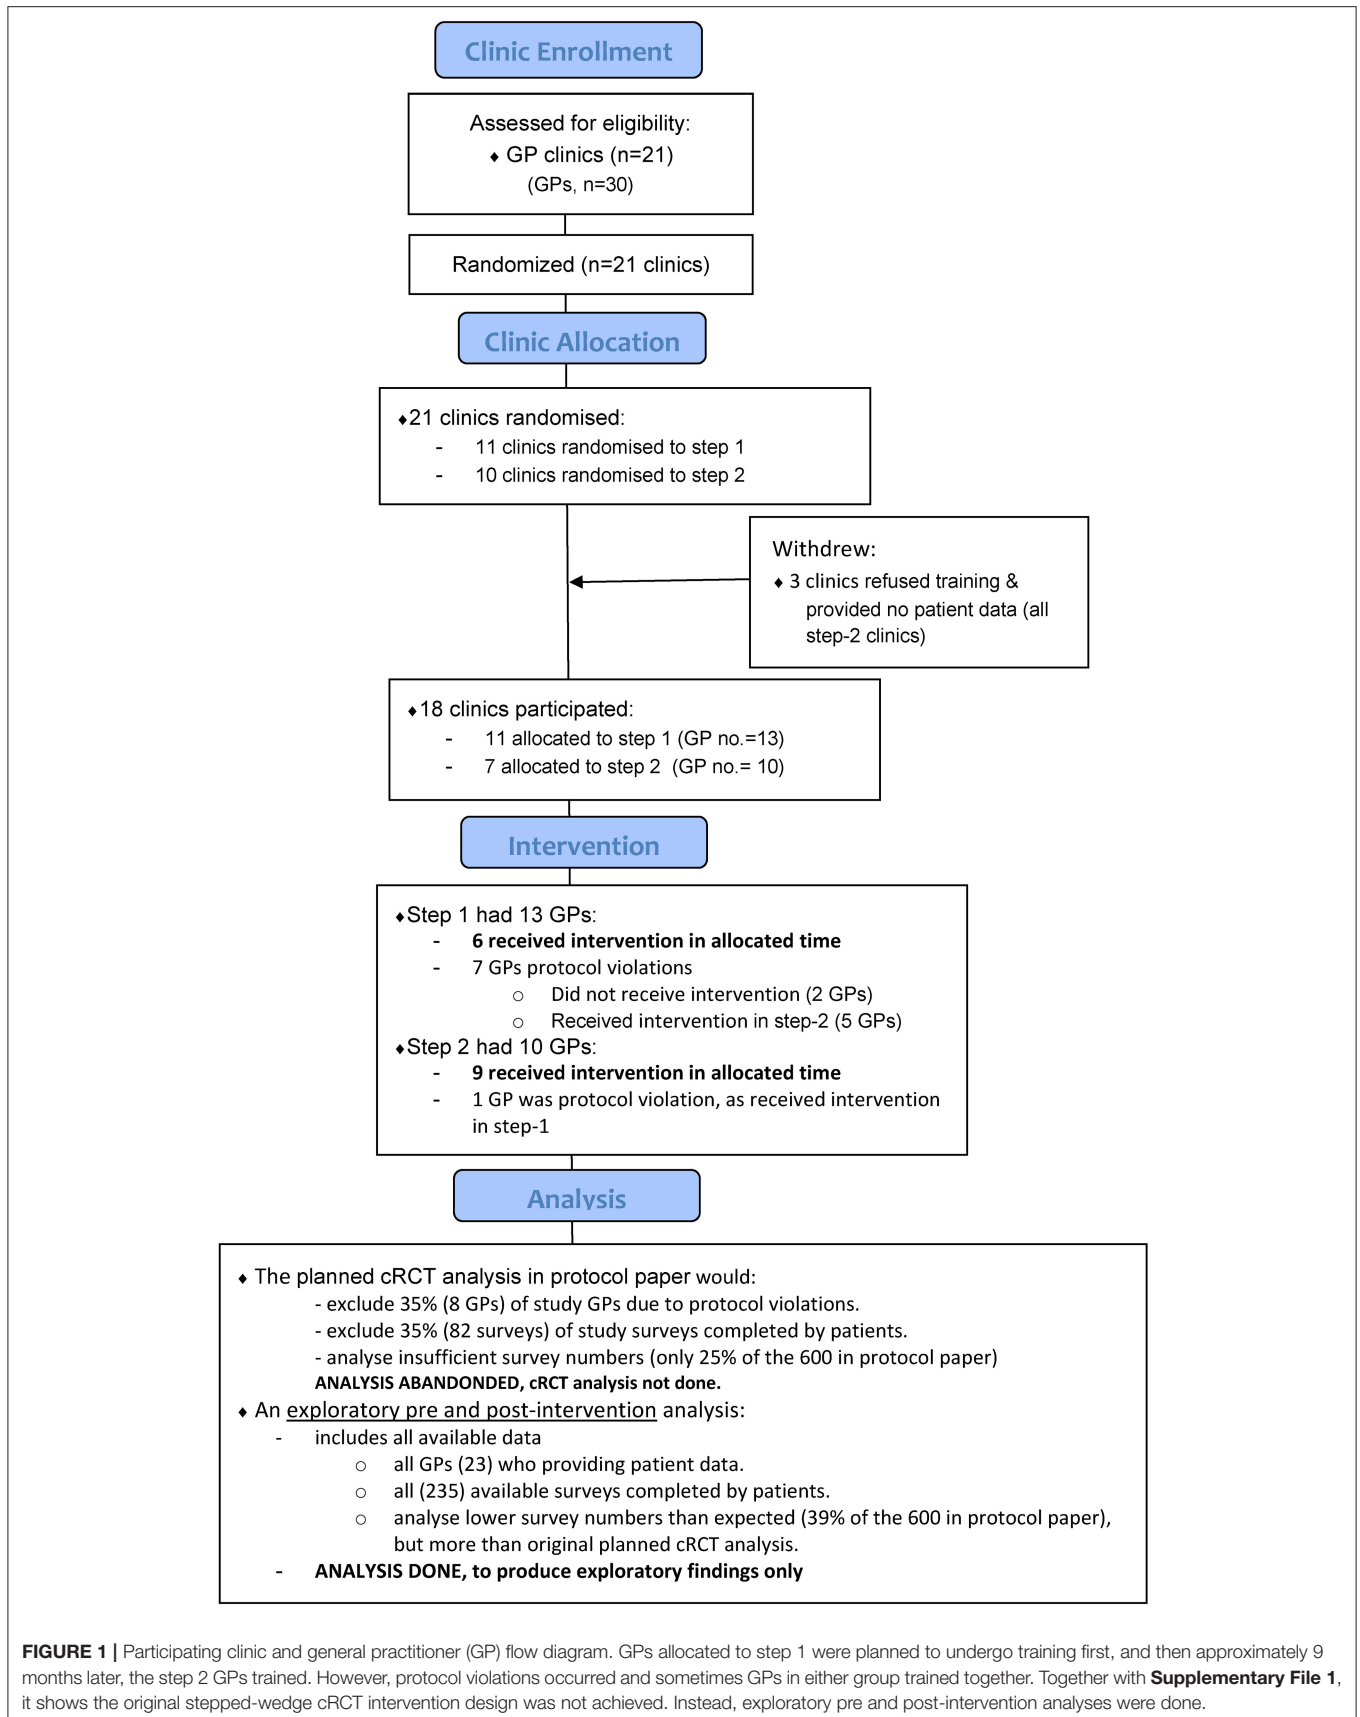 Clinic Enrollment
Assessed for eligibility:
♦ GP clinics (n=21)
(GPs, n=30)
Randomized (n=21 clinics)
Clinic Allocation
♦21 clinics randomised:
- 11 clinics randomised to step 1
- 10 clinics randomised to step 2
Withdrew:
♦ 3 clinics refused training &
provided no patient data (all
step-2 clinics)
♦18 clinics participated:
- 11 allocated to step 1 (GP no.=13)
- 7 allocated to step 2 (GP no.= 10)
Intervention
♦Step 1 had 13 GPs:
- 6 received intervention in allocated time
- 7 GPs protocol violations
o Did not receive intervention (2 GPs)
o Received intervention in step-2 (5 GPs)
♦Step 2 had 10 GPs:
- 9 received intervention in allocated time
- 1 GP was protocol violation, as received intervention
in step-1
Analysis
♦ The planned cRCT analysis in protocol paper would:
- exclude 35% (8 GPs) of study GPs due to protocol violations.
- exclude 35% (82 surveys) of study surveys completed by patients.
- analyse insufficient survey numbers (only 25% of the 600 in protocol paper)
ANALYSIS ABANDONDED, cRCT analysis not done.
♦ An exploratory pre and post-intervention analysis:
- includes all available data
o all GPs (23) who providing patient data.
o all (235) available surveys completed by patients.
o analyse lower survey numbers than expected (39% of the 600 in protocol paper),
but more than original planned cRCT analysis.
- ANALYSIS DONE, to produce exploratory findings only
FIGURE 1 | Participating clinic and general practitioner (GP) flow diagram. GPs allocated to step 1 were planned to undergo training first, and then approximately 9
months later, the step 2 GPs trained. However, protocol violations occurred and sometimes GPs in either group trained together. Together with Supplementary File 1,
it shows the original stepped-wedge cRCT intervention design was not achieved. Instead, exploratory pre and post-intervention analyses were done.